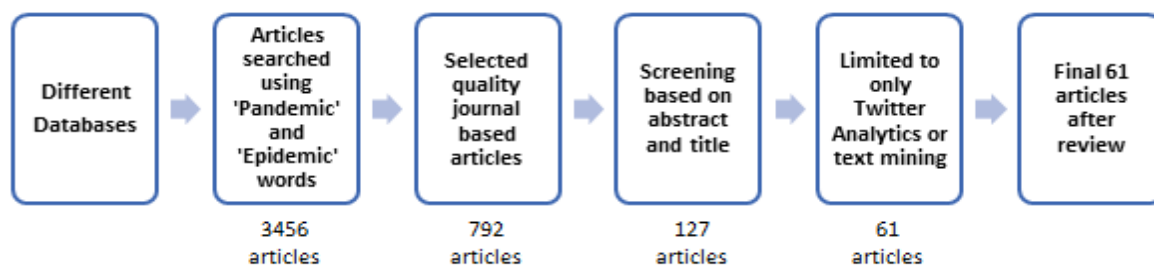 Different
Databases
Articles
searched
using
'Pandemic'
and
'Epidemic'
words
3456
articles
Selected
quality
journal
based
articles
792
articles
Screening
based on
abstract
and title
127
articles
Limited to
only
Twitter
Analytics or
text mining
61
articles
Final 61
articles
after
review